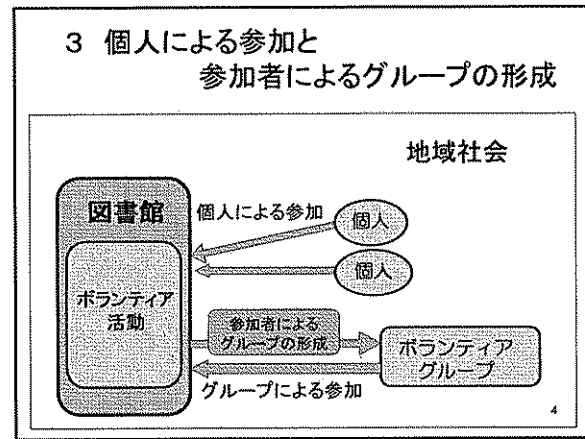 3 個人による参加と
参加者によるグループの形成
地域社会
図書館
個人による参加
個人
個人
ボランティア
活動
参加者による
グループの形成
ボランティア
グループ
グループによる参加
4